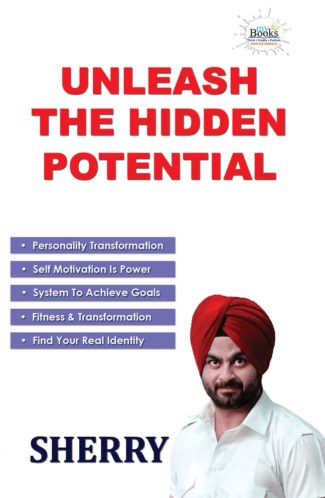 my
Books
UNLEASH
THE HIDDEN
POTENTIAL
• Personality Transformation
• Self Motivation Is Power
• System To Achieve Goals
• Fitness & Transformation
• Find Your Real Identity
SHERRY